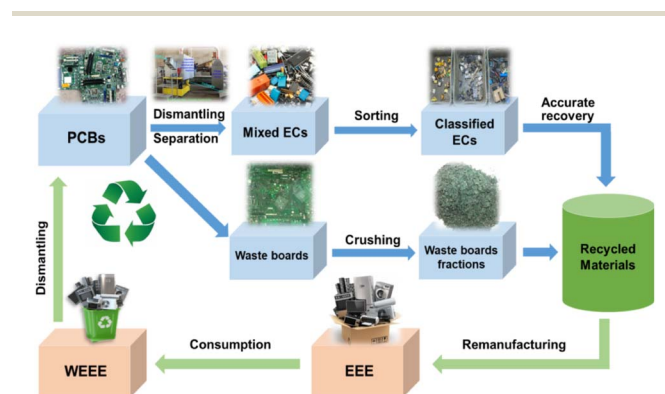 PCBs
Dismantling
Separation
Mixed ECs
Sorting
Classified
ECs
Accurate
recovery
Dismantling
Waste boards
Crushing
Waste boards
fractions
Recycled
Materials
WEEE
Consumption
EEE
Remanufacturing